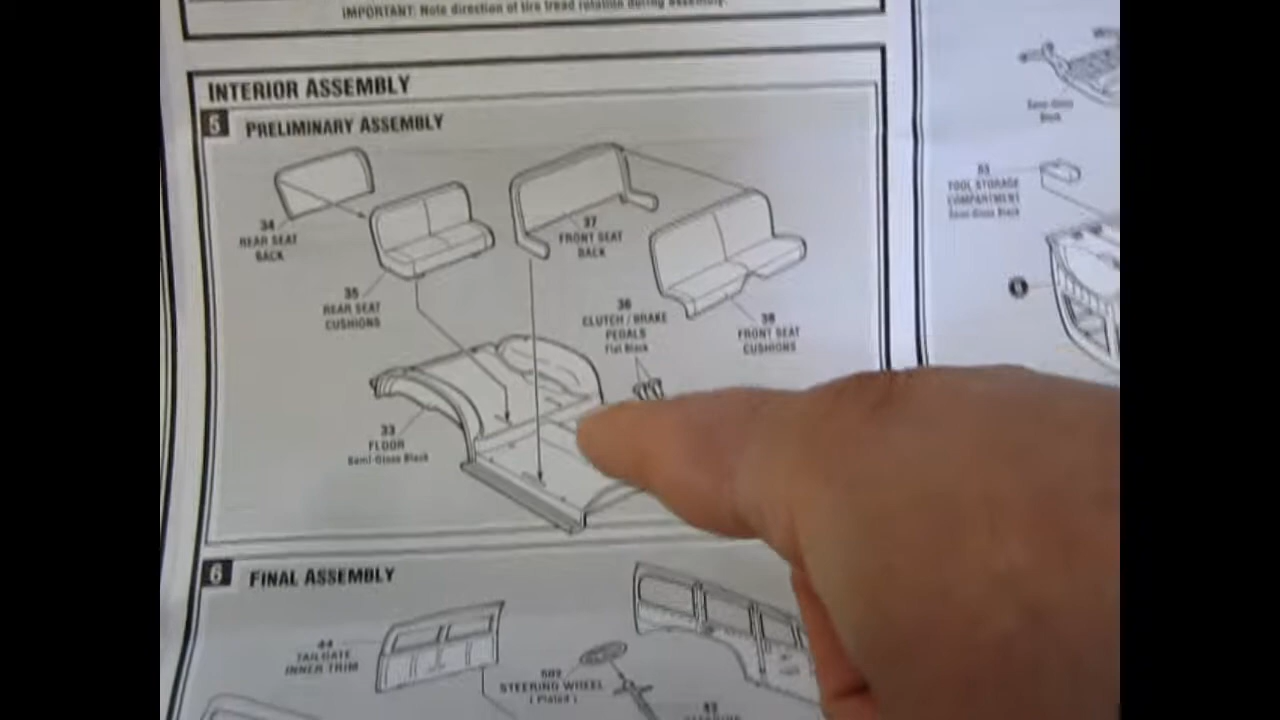 IMPORTANT: Note direction of tire tread rotation during assembly.
INTERIOR ASSEMBLY
5 PRELIMINARY ASSEMBLY
34
REAR SEAT
BACK
37
FRONT SEAT
BACK
35
REAR SEAT
CUSHIONS
36
CLUTCH / BRAKE
PEDALS
Flat Black
38
FRONT SEAT
CUSHIONS
33
FLOOR
Semi-Gloss Black
6 FINAL ASSEMBLY
44
TAILGATE
INNER TRIM
STEERING WHEEL
( Plated )
Semi-Gloss
Black
TOOL STORAGE
COMPARTMENT
Semi-Gloss Black